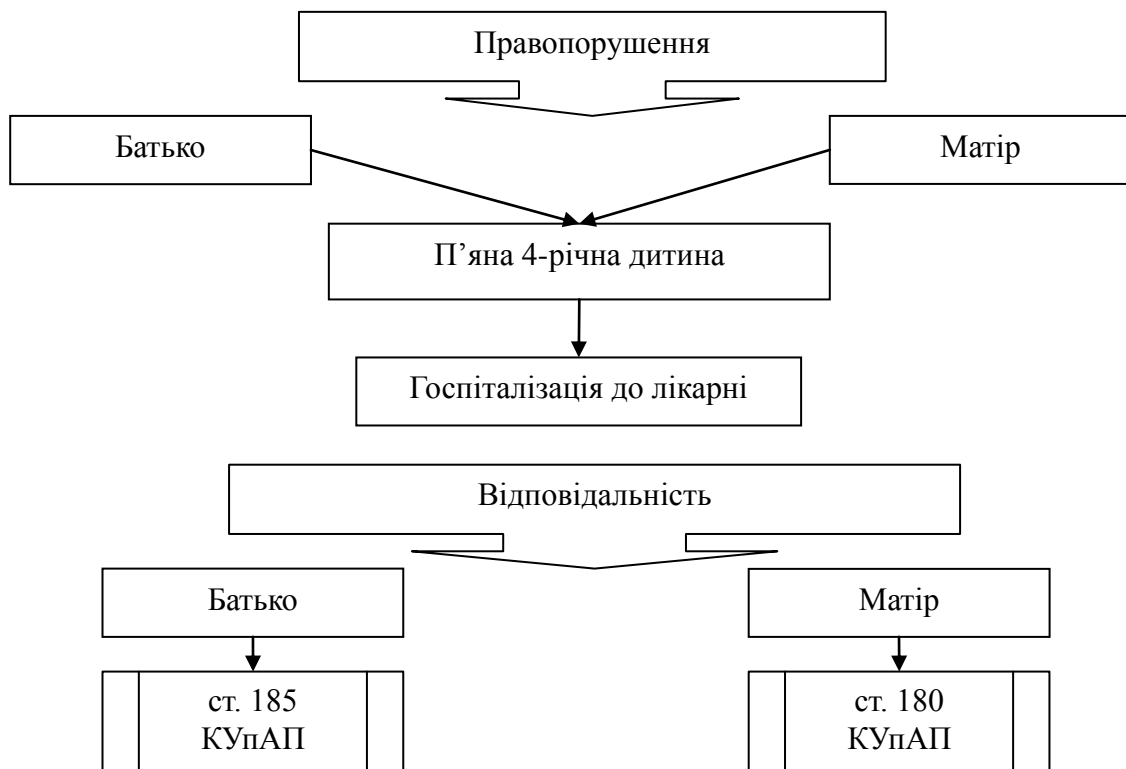 Правопорушення
Батько
Матір
П’яна 4-річна дитина
Госпіталізація до лікарні
Відповідальність
Батько
Матір
ст. 185
КУпАП
ст. 180
КУпАП